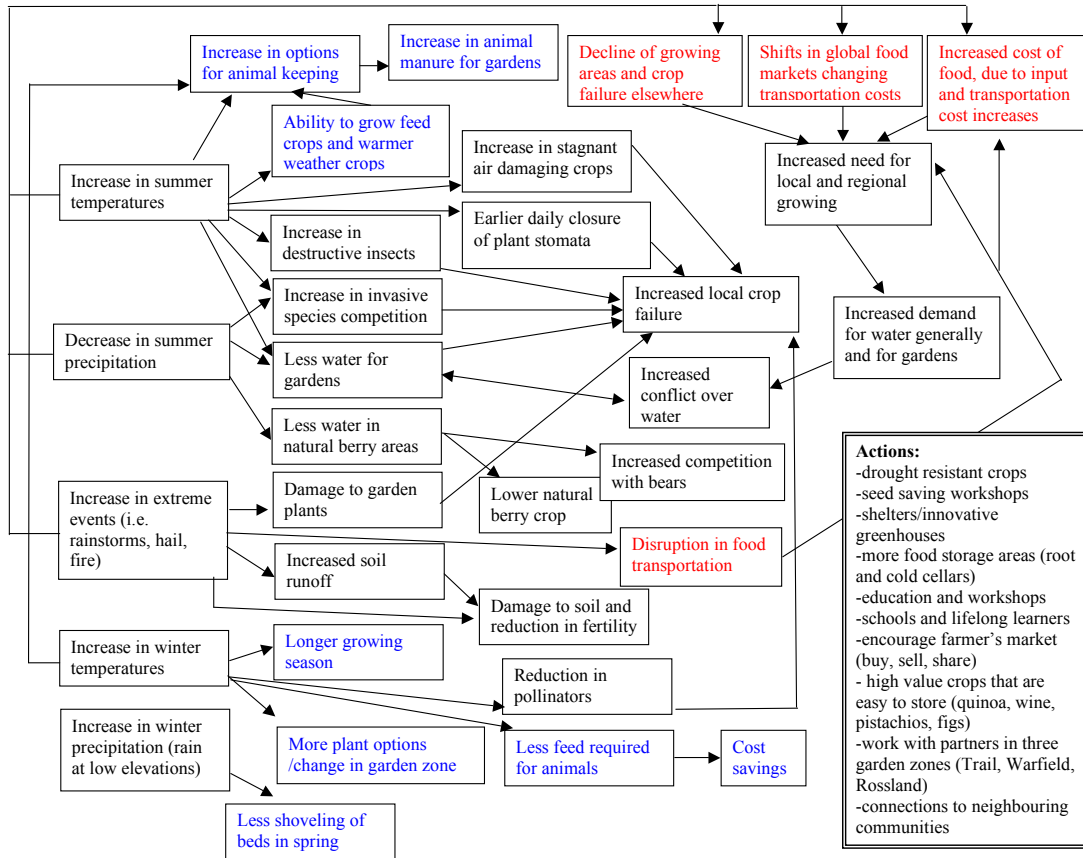 Increase in options
for animal keeping
Increase in animal
manure for gardens
Decline of growing
areas and crop
failure elsewhere
Shifts in global food
markets changing
transportation costs
Increased cost of
food, due to input
and transportation
cost increases
Ability to grow feed
crops and warmer
weather crops
Increase in stagnant
air damaging crops
Increased need for
local and regional
growing
Increase in summer
temperatures
Earlier daily closure
of plant stomata
Increase in
destructive insects
Increase in invasive
species competition
Increased local crop
failure
Increased demand
for water generally
and for gardens
Decrease in summer
precipitation
Less water for
gardens
Increased
conflict over
water
Less water in
natural berry areas
Increased competition
with bears
Lower natural
berry crop
Increase in extreme
events (i.e.
rainstorms, hail,
fire)
Damage to garden
plants
Disruption in food
transportation
Increased soil
runoff
Damage to soil and
reduction in fertility
Increase in winter
temperatures
Longer growing
season
Reduction in
pollinators
Increase in winter
precipitation (rain
at low elevations)
More plant options
/change in garden zone
Less feed required
for animals
Cost
savings
Less shoveling of
beds in spring
Actions:
-drought resistant crops
-seed saving workshops
-shelters/innovative
greenhouses
-more food storage areas (root
and cold cellars)
-education and workshops
-schools and lifelong learners
-encourage farmer's market
(buy, sell, share)
- high value crops that are
easy to store (quinoa, wine,
pistachios, figs)
-work with partners in three
garden zones (Trail, Warfield,
Rossland)
-connections to neighbouring
communities